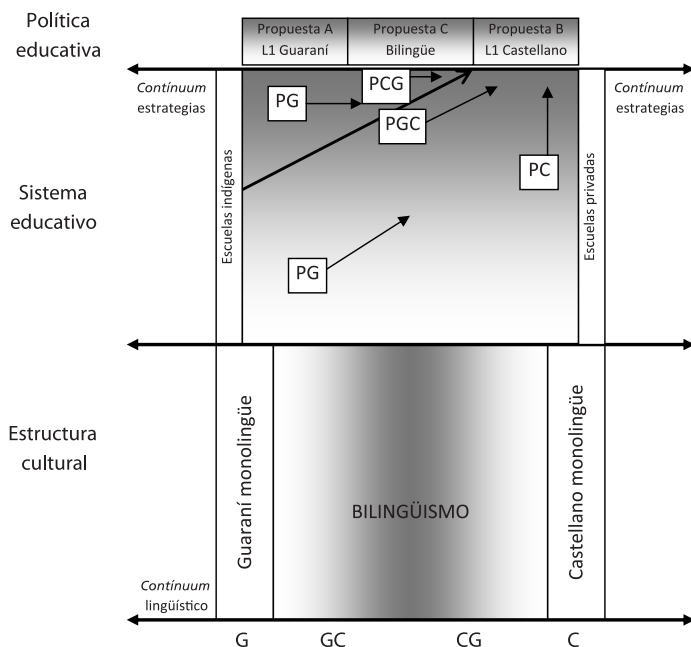 Política
educativa
Propuesta A
L1 Guaraní
Propuesta C
Bilingüe
Propuesta B
L1 Castellano
Contínuum
estrategias
Contínuum
estrategias
PG
PCG
PGC
PC
PG
Sistema
educativo
Escuelas indígenas
Escuelas privadas
Estructura
cultural
Guaraní monolingüe
BILINGÜISMO
Castellano monolingüe
Contínuum
lingüístico
G
GC
CG
C